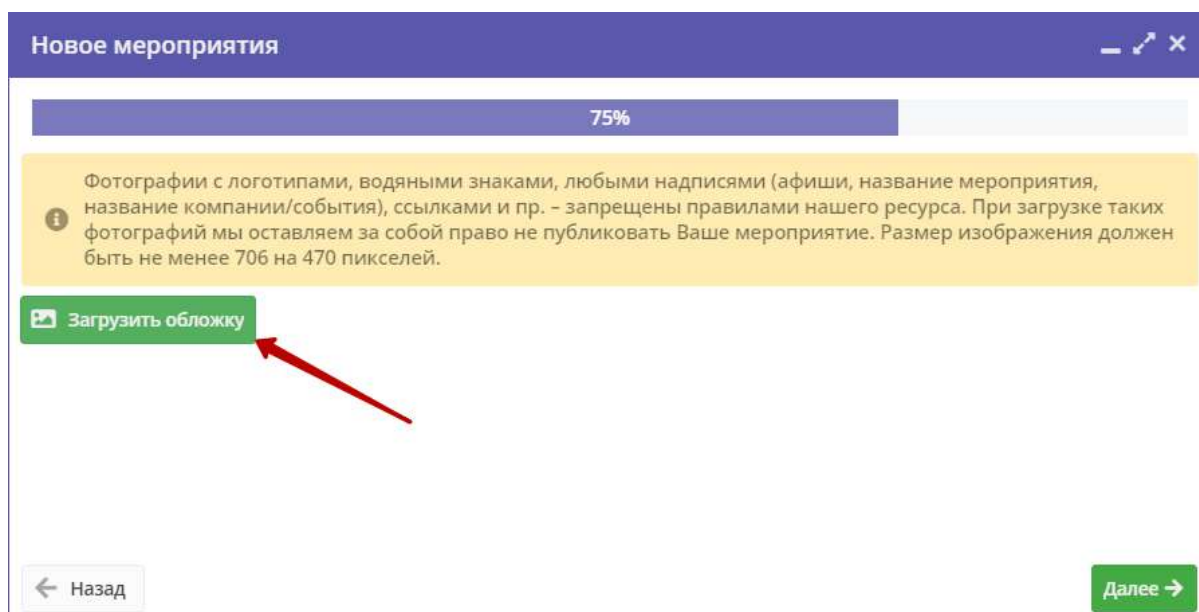 Новое мероприятия
75%
Фотографии с логотипами, водяными знаками, любыми надписями (афиши, название мероприятия,
название компании/события), ссылками и пр. – запрещены правилами нашего ресурса. При загрузке таких
фотографий мы оставляем за собой право не публиковать Ваше мероприятие. Размер изображения должен
быть не менее 706 на 470 пикселей.
Загрузить обложку
Назад
Далее